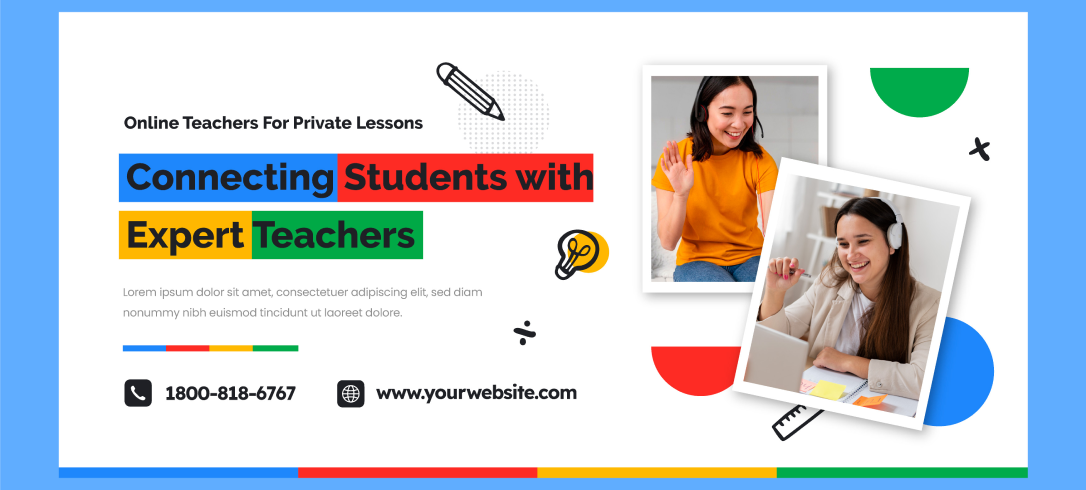 Online Teachers For Private Lessons
Connecting Students with
Expert Teachers
Lorem ipsum dolor sit amet, consectetuer adipiscing elit, sed diam
nonummy nibh euismod tincidunt ut laoreet dolore.
1800-818-6767
www.yourwebsite.com